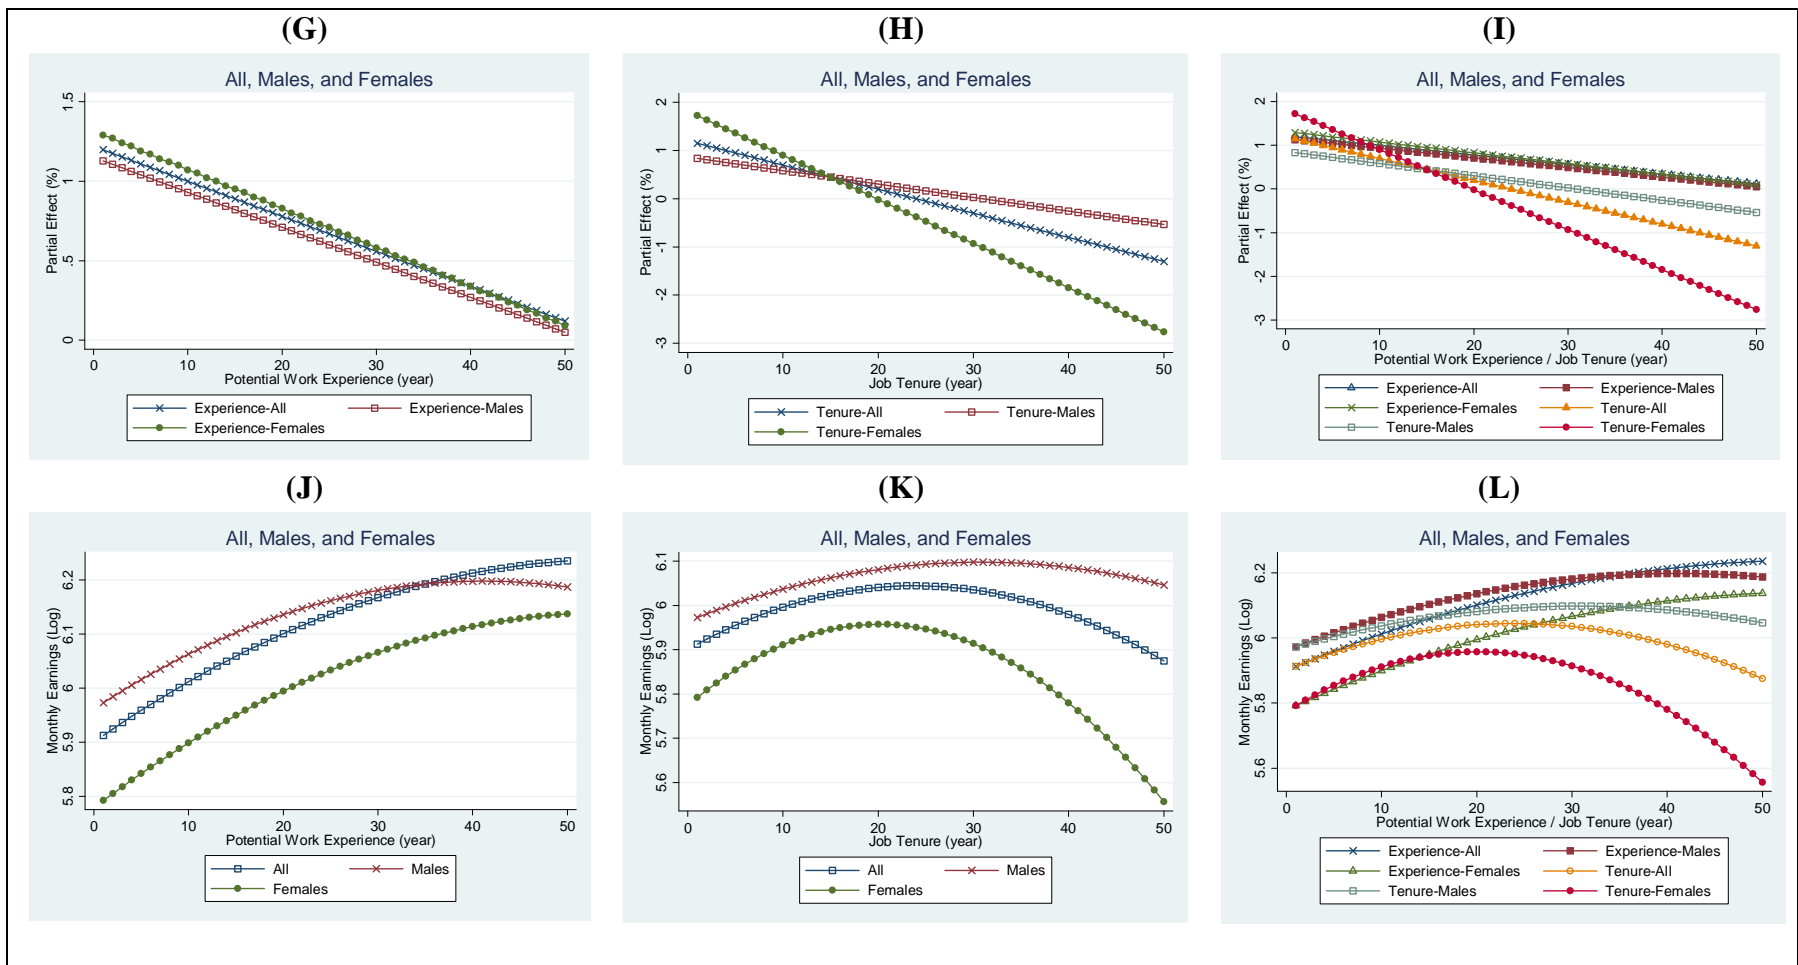 (G)
All, Males, and Females
Partial Effect (%)
1.5
1
.5
0
0 10 20 30 40 50
Potential Work Experience (year)
Experience-All Experience-Males
Experience-Females
(H)
All, Males, and Females
Partial Effect (%)
2
1
0
-1
-2
-3
0 10 20 30 40 50
Job Tenure (year)
Tenure-All Tenure-Males
Tenure-Females
(I)
All, Males, and Females
Partial Effect (%)
2
1
0
-1
-2
-3
0 10 20 30 40 50
Potential Work Experience / Job Tenure (year)
Experience-All Experience-Males
Experience-Females Tenure-All
Tenure-Males Tenure-Females
(J)
All, Males, and Females
Monthly Earnings (Log)
6.2
6.1
6
5.9
5.8
0 10 20 30 40 50
Potential Work Experience (year)
All Males
Females
(K)
All, Males, and Females
Monthly Earnings (Log)
6.1
6
5.9
5.8
5.7
5.6
0 10 20 30 40 50
Job Tenure (year)
All Males
Females
(L)
All, Males, and Females
Monthly Earnings (Log)
6.2
6
5.8
5.6
0 10 20 30 40 50
Potential Work Experience / Job Tenure (year)
Experience-All Experience-Males
Experience-Females Tenure-All
Tenure-Males Tenure-Females